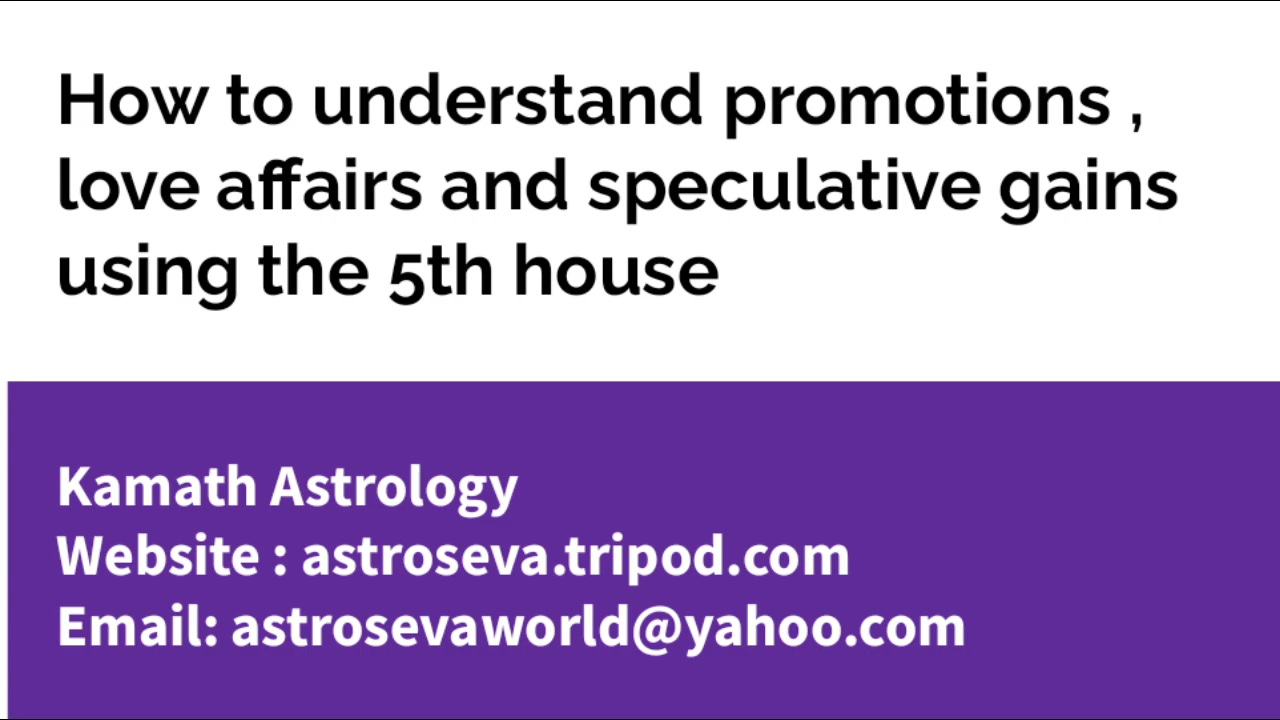 How to understand promotions ,
love affairs and speculative gains
using the 5th house
Kamath Astrology
Website : astroseva.tripod.com
Email: astrosevaworld@yahoo.com